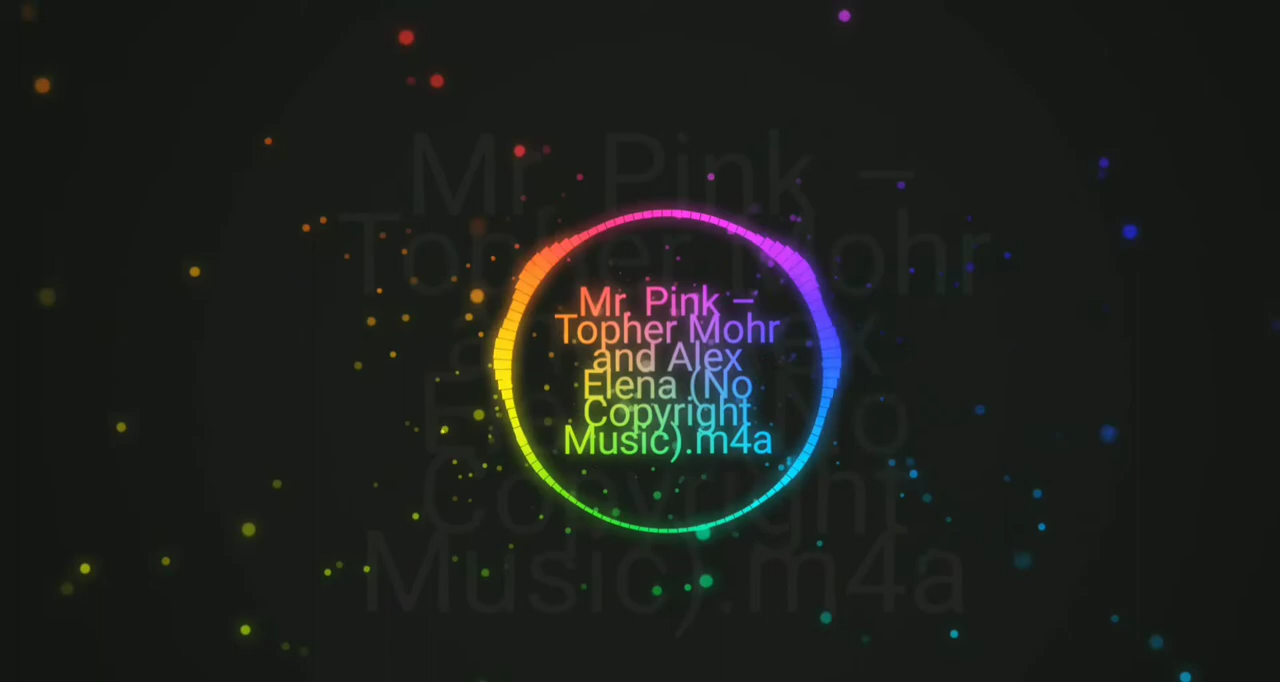 Mr. Pink –
Topher Mohr
and Alex
Elena (No
Copyright
Music).m4a